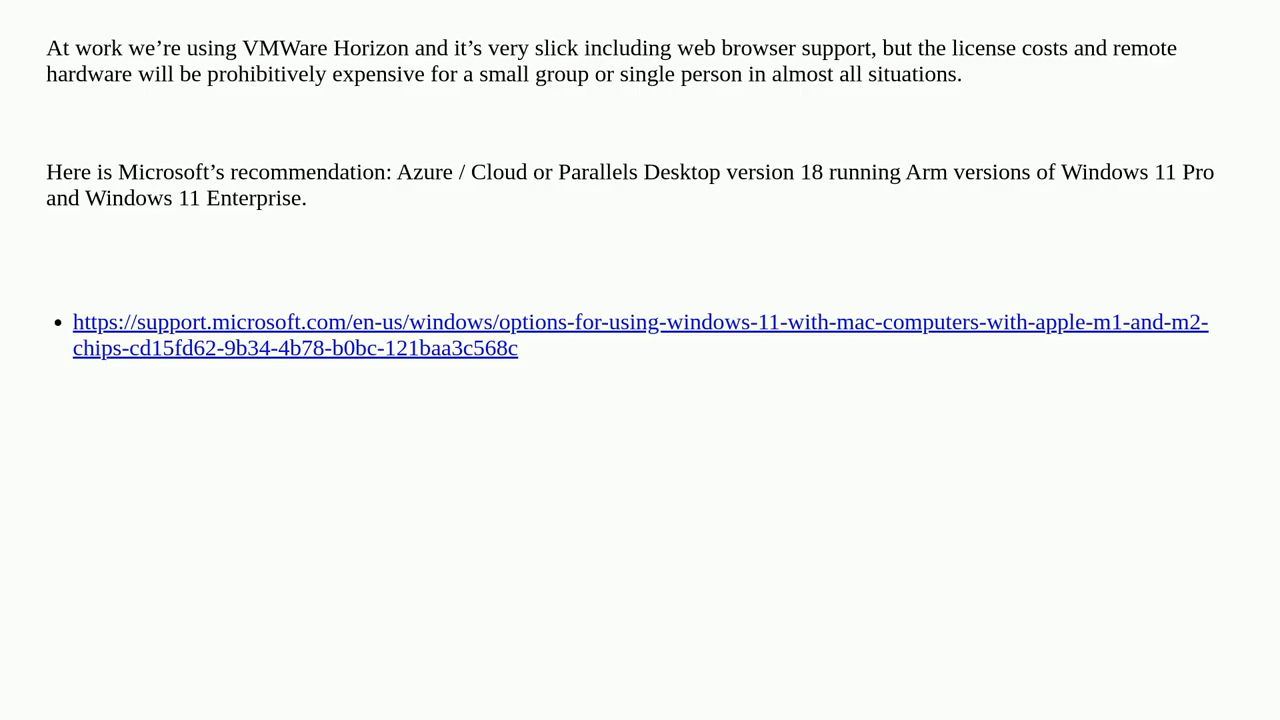 At work we’re using VMWare Horizon and it’s very slick including web browser support, but the license costs and remote
hardware will be prohibitively expensive for a small group or single person in almost all situations.
Here is Microsoft’s recommendation: Azure / Cloud or Parallels Desktop version 18 running Arm versions of Windows 11 Pro
and Windows 11 Enterprise.
• https://support.microsoft.com/en-us/windows/options-for-using-windows-11-with-mac-computers-with-apple-m1-and-m2-
chips-cd15fd62-9b34-4b78-b0bc-121baa3c568c